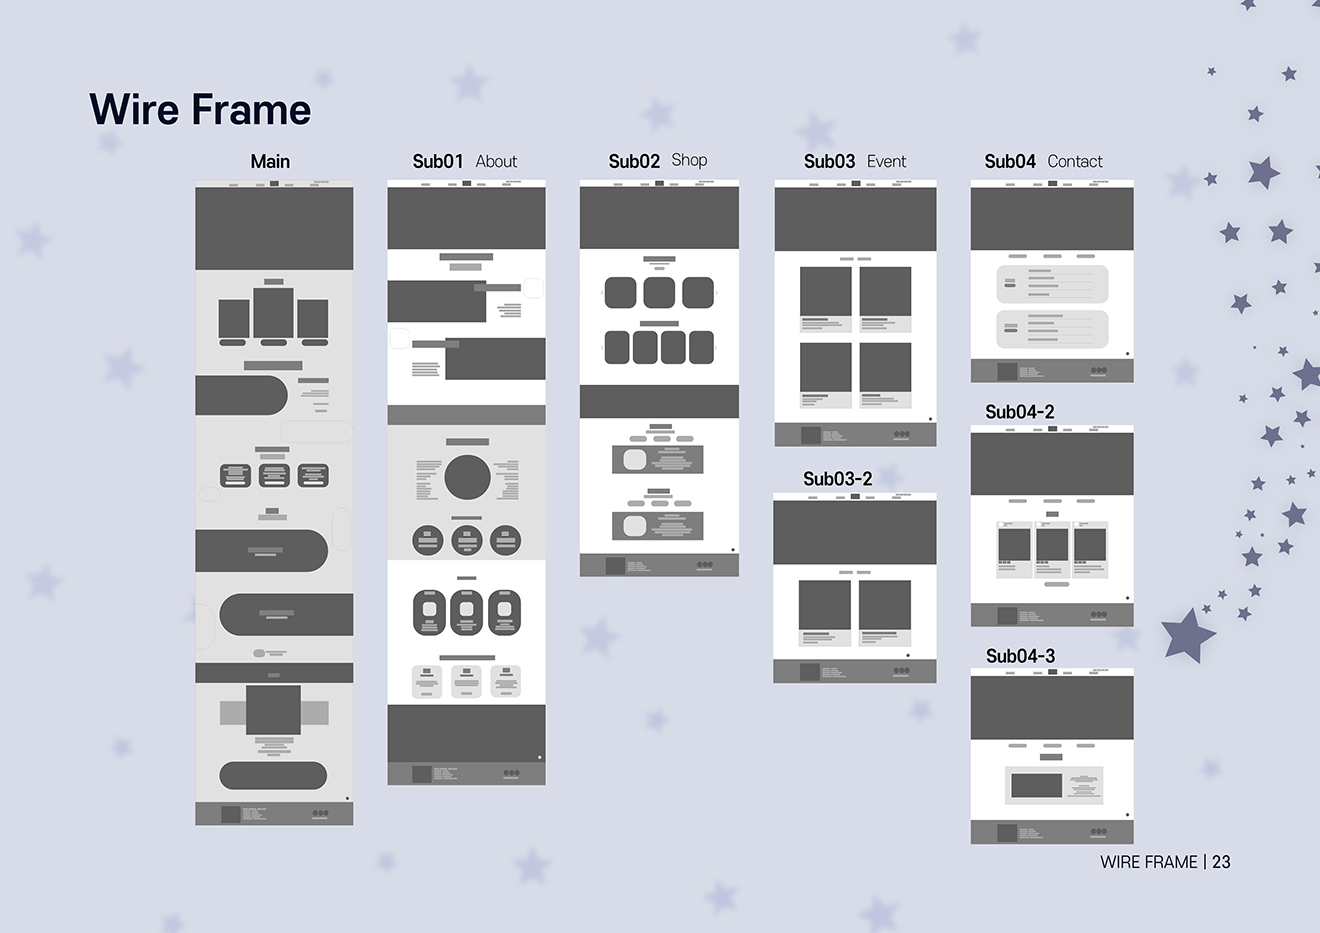 Wire Frame
Main
Sub01 About
Sub02 Shop
Sub03 Event
Sub04 Contact
Sub04-2
Sub03-2
Sub04-3
WIRE FRAME | 23